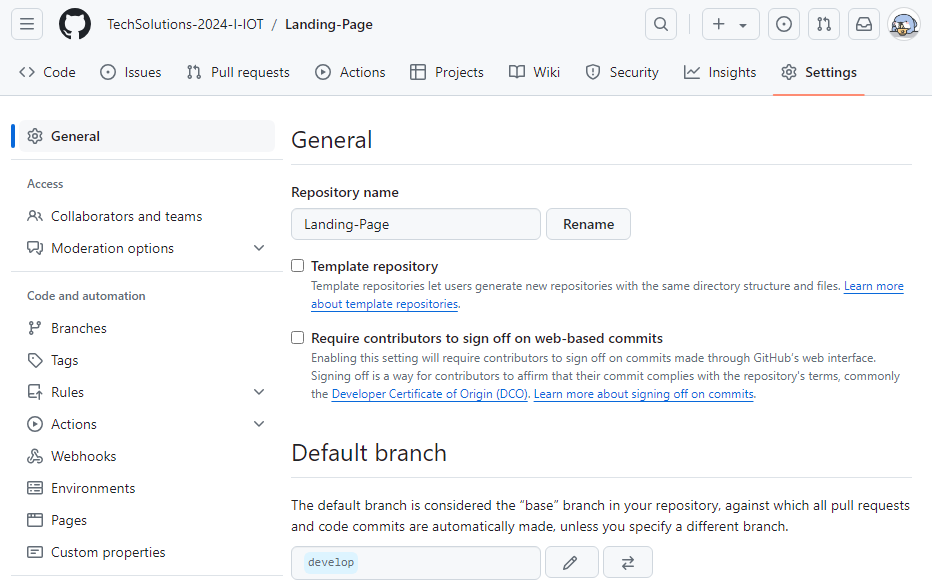 TechSolutions-2024-I-IOT / Landing-Page
Code Issues Pull requests Actions Projects Wiki Security Insights Settings
General
Access
Collaborators and teams
Moderation options
Code and automation
Branches
Tags
Rules
Actions
Webhooks
Environments
Pages
Custom properties
General
Repository name
Landing-Page Rename
Template repository
Template repositories let users generate new repositories with the same directory structure and files. Learn more
about template repositories.
Require contributors to sign off on web-based commits
Enabling this setting will require contributors to sign off on commits made through GitHub's web interface.
Signing off is a way for contributors to affirm that their commit complies with the repository's terms, commonly
the Developer Certificate of Origin (DCO). Learn more about signing off on commits.
Default branch
The default branch is considered the “base” branch in your repository, against which all pull requests
and code commits are automatically made, unless you specify a different branch.
develop